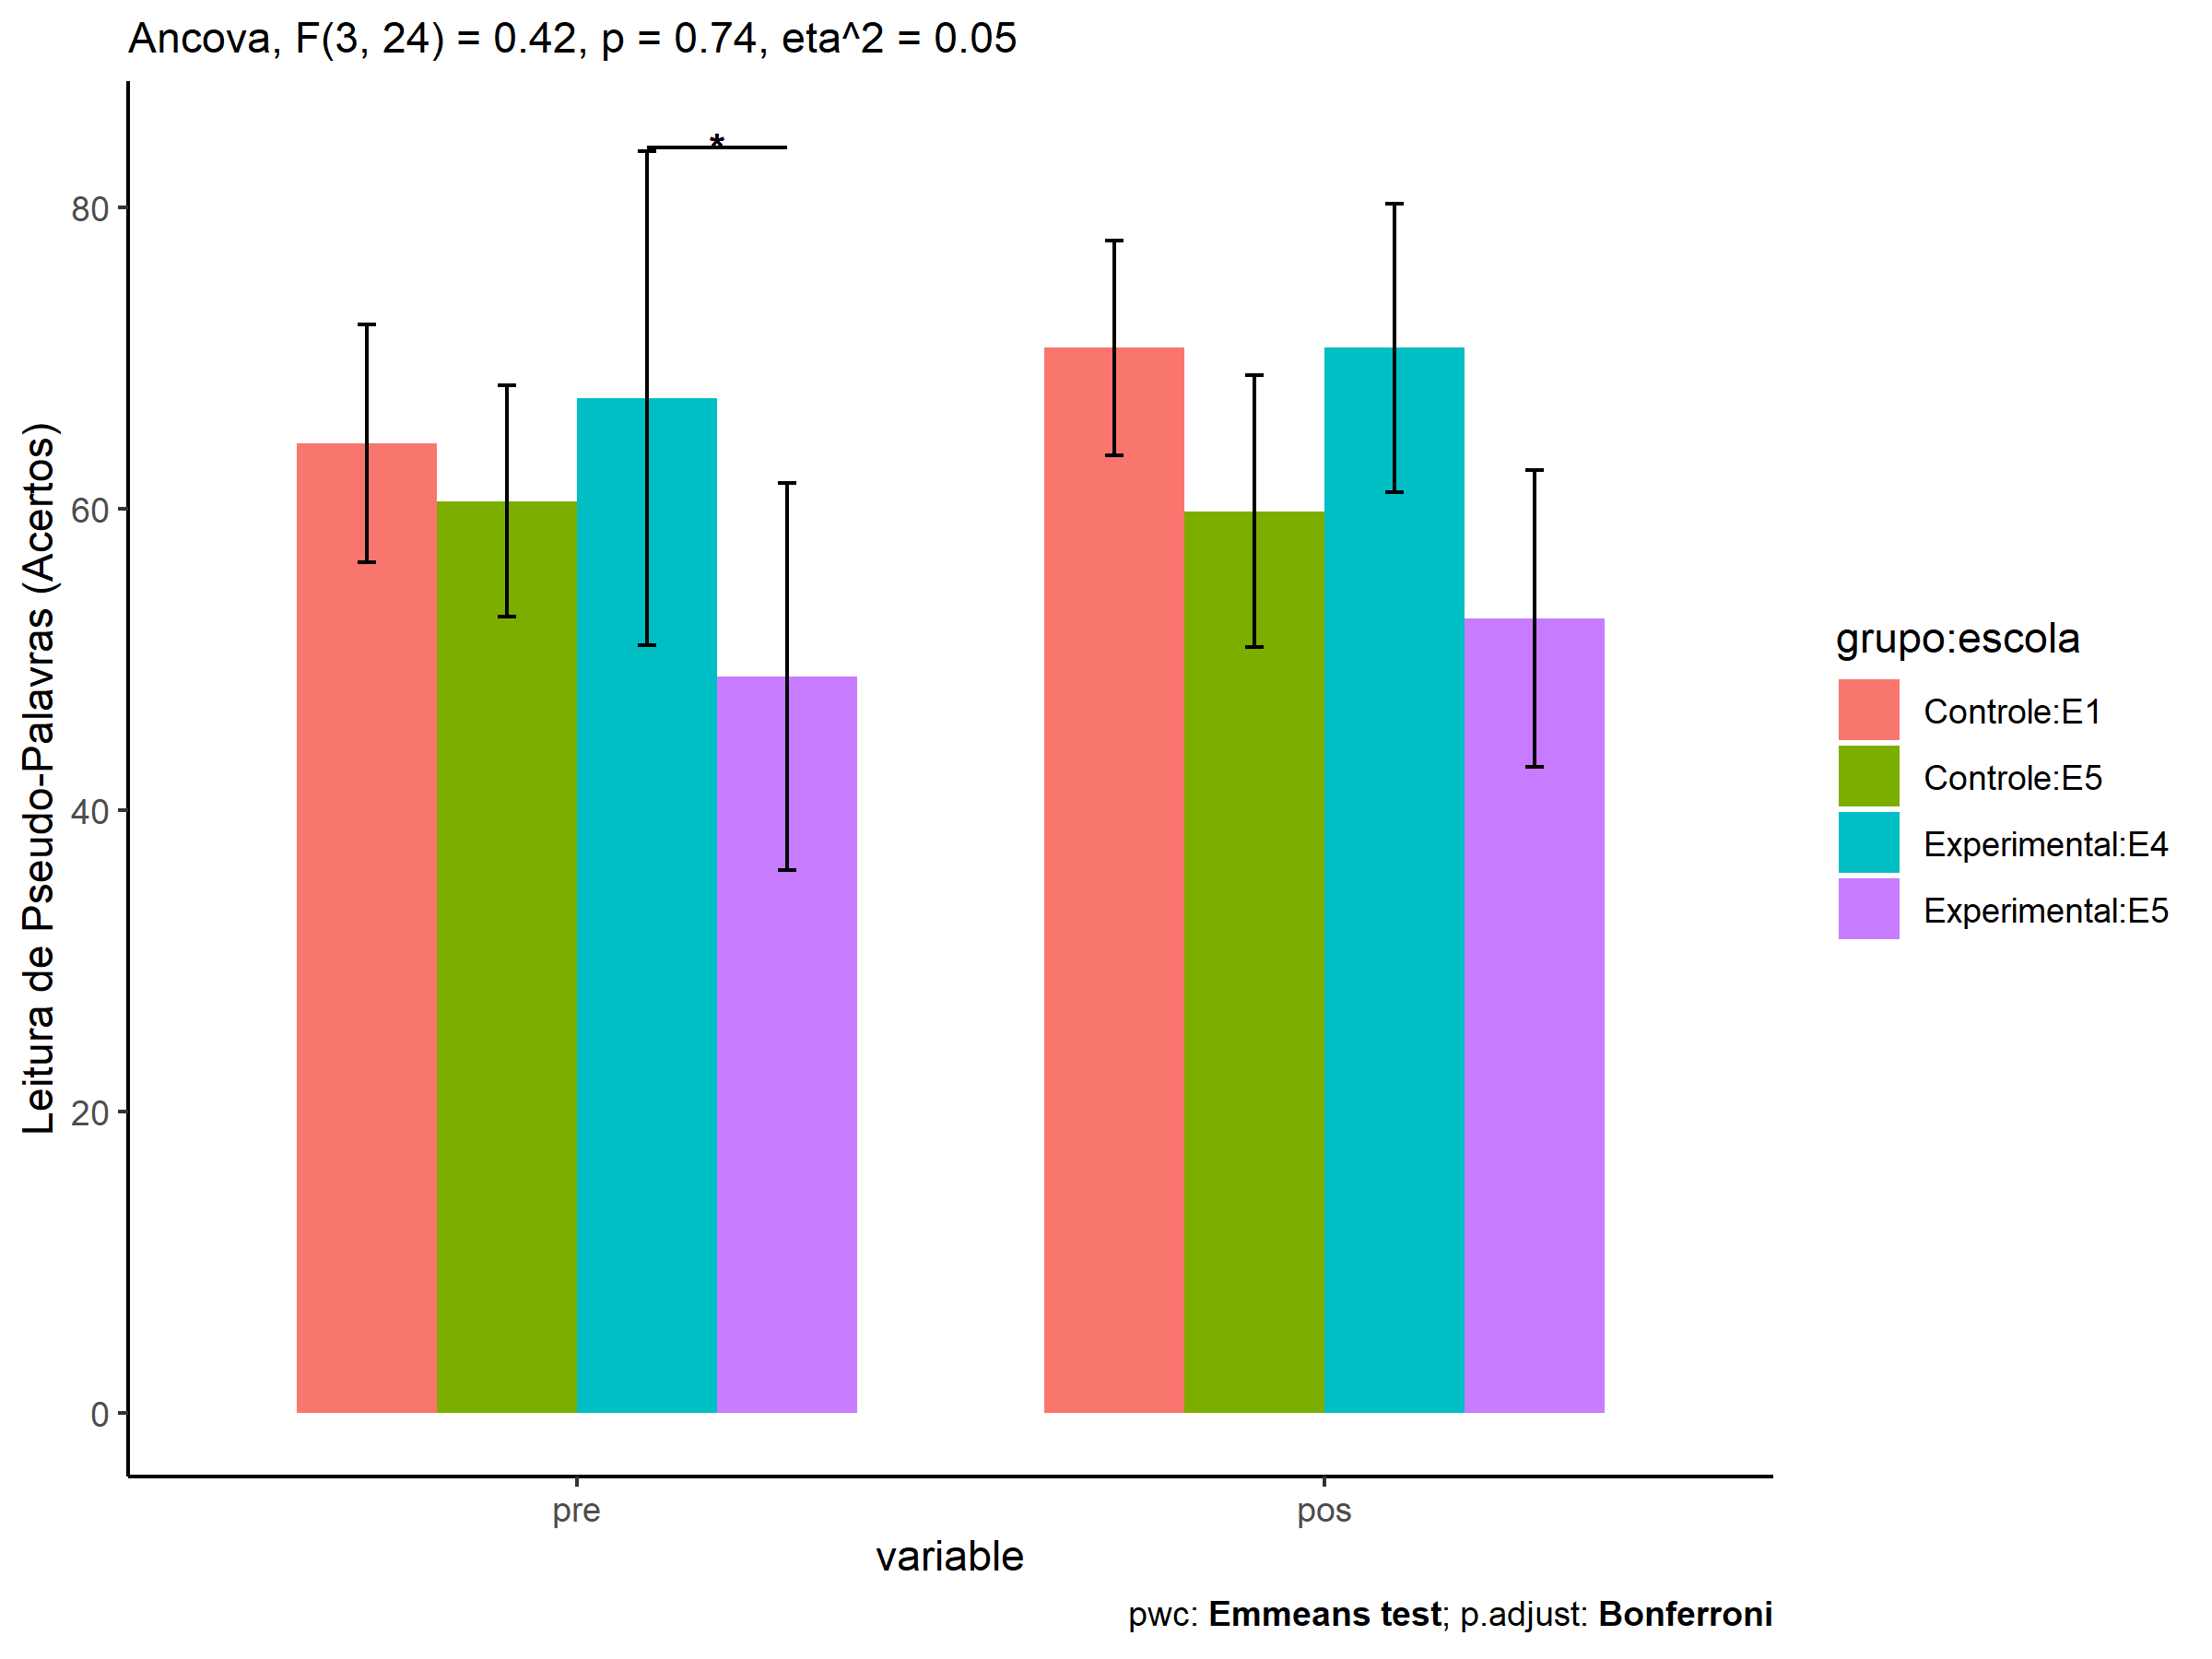 Ancova, F(3, 24) = 0.42, p = 0.74, eta^2 = 0.05
*
Leitura de Pseudo-Palavras (Acertos)
80
60
40
20
0
pre
pos
variable
grupo:escola
Controle:E1
Controle:E5
Experimental:E4
Experimental:E5
pwc: Emmeans test; p.adjust: Bonferroni